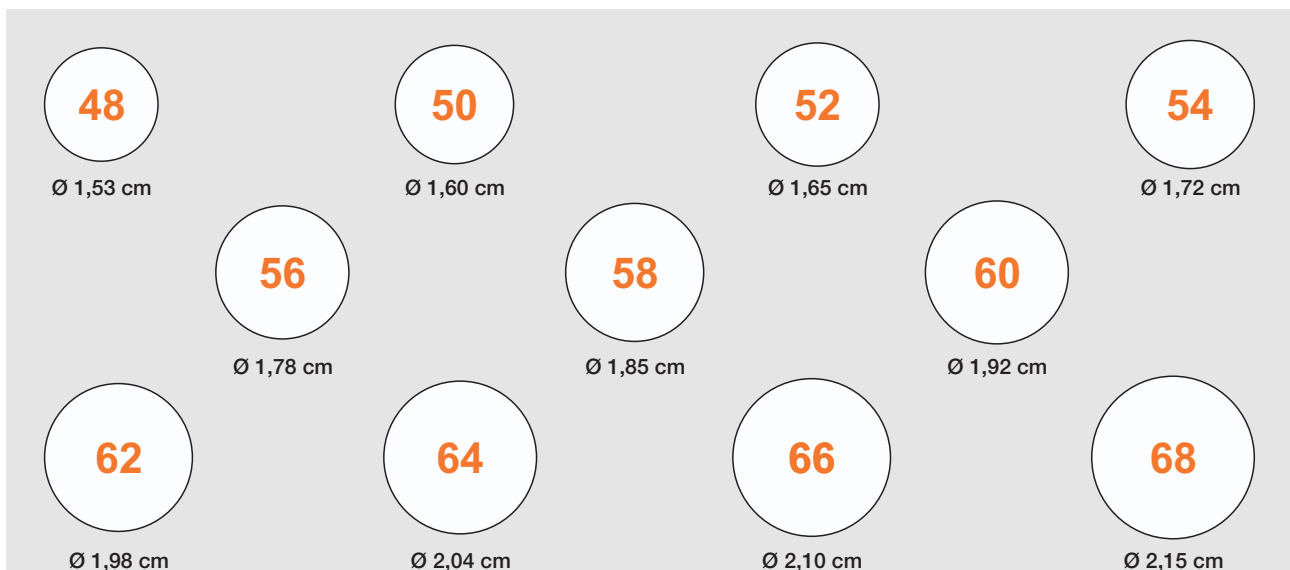 48 50 52 54
Ø 1,53 cm Ø 1,60 cm Ø 1,65 cm Ø 1,72 cm
56 58 60
Ø 1,78 cm Ø 1,85 cm Ø 1,92 cm
62 64 66 68
Ø 1,98 cm Ø 2,04 cm Ø 2,10 cm Ø 2,15 cm